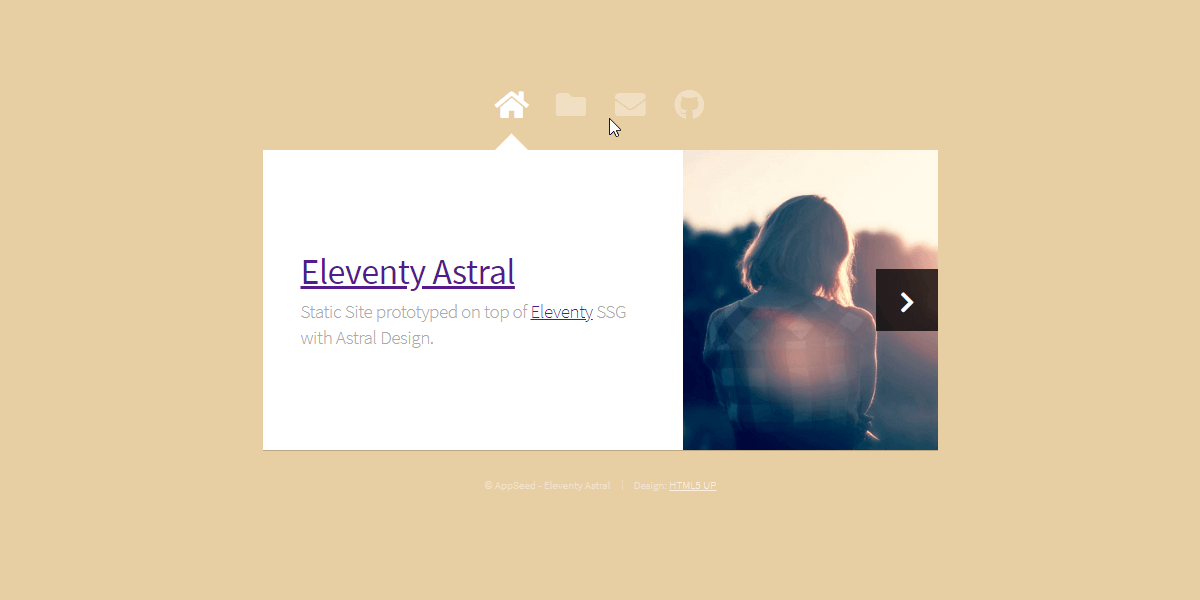 Eleventy Astral
Static Site prototyped on top of Eleventy SSG
with Astral Design.
© AppSeed - Eleventy Astral | Design: HTML5 UP